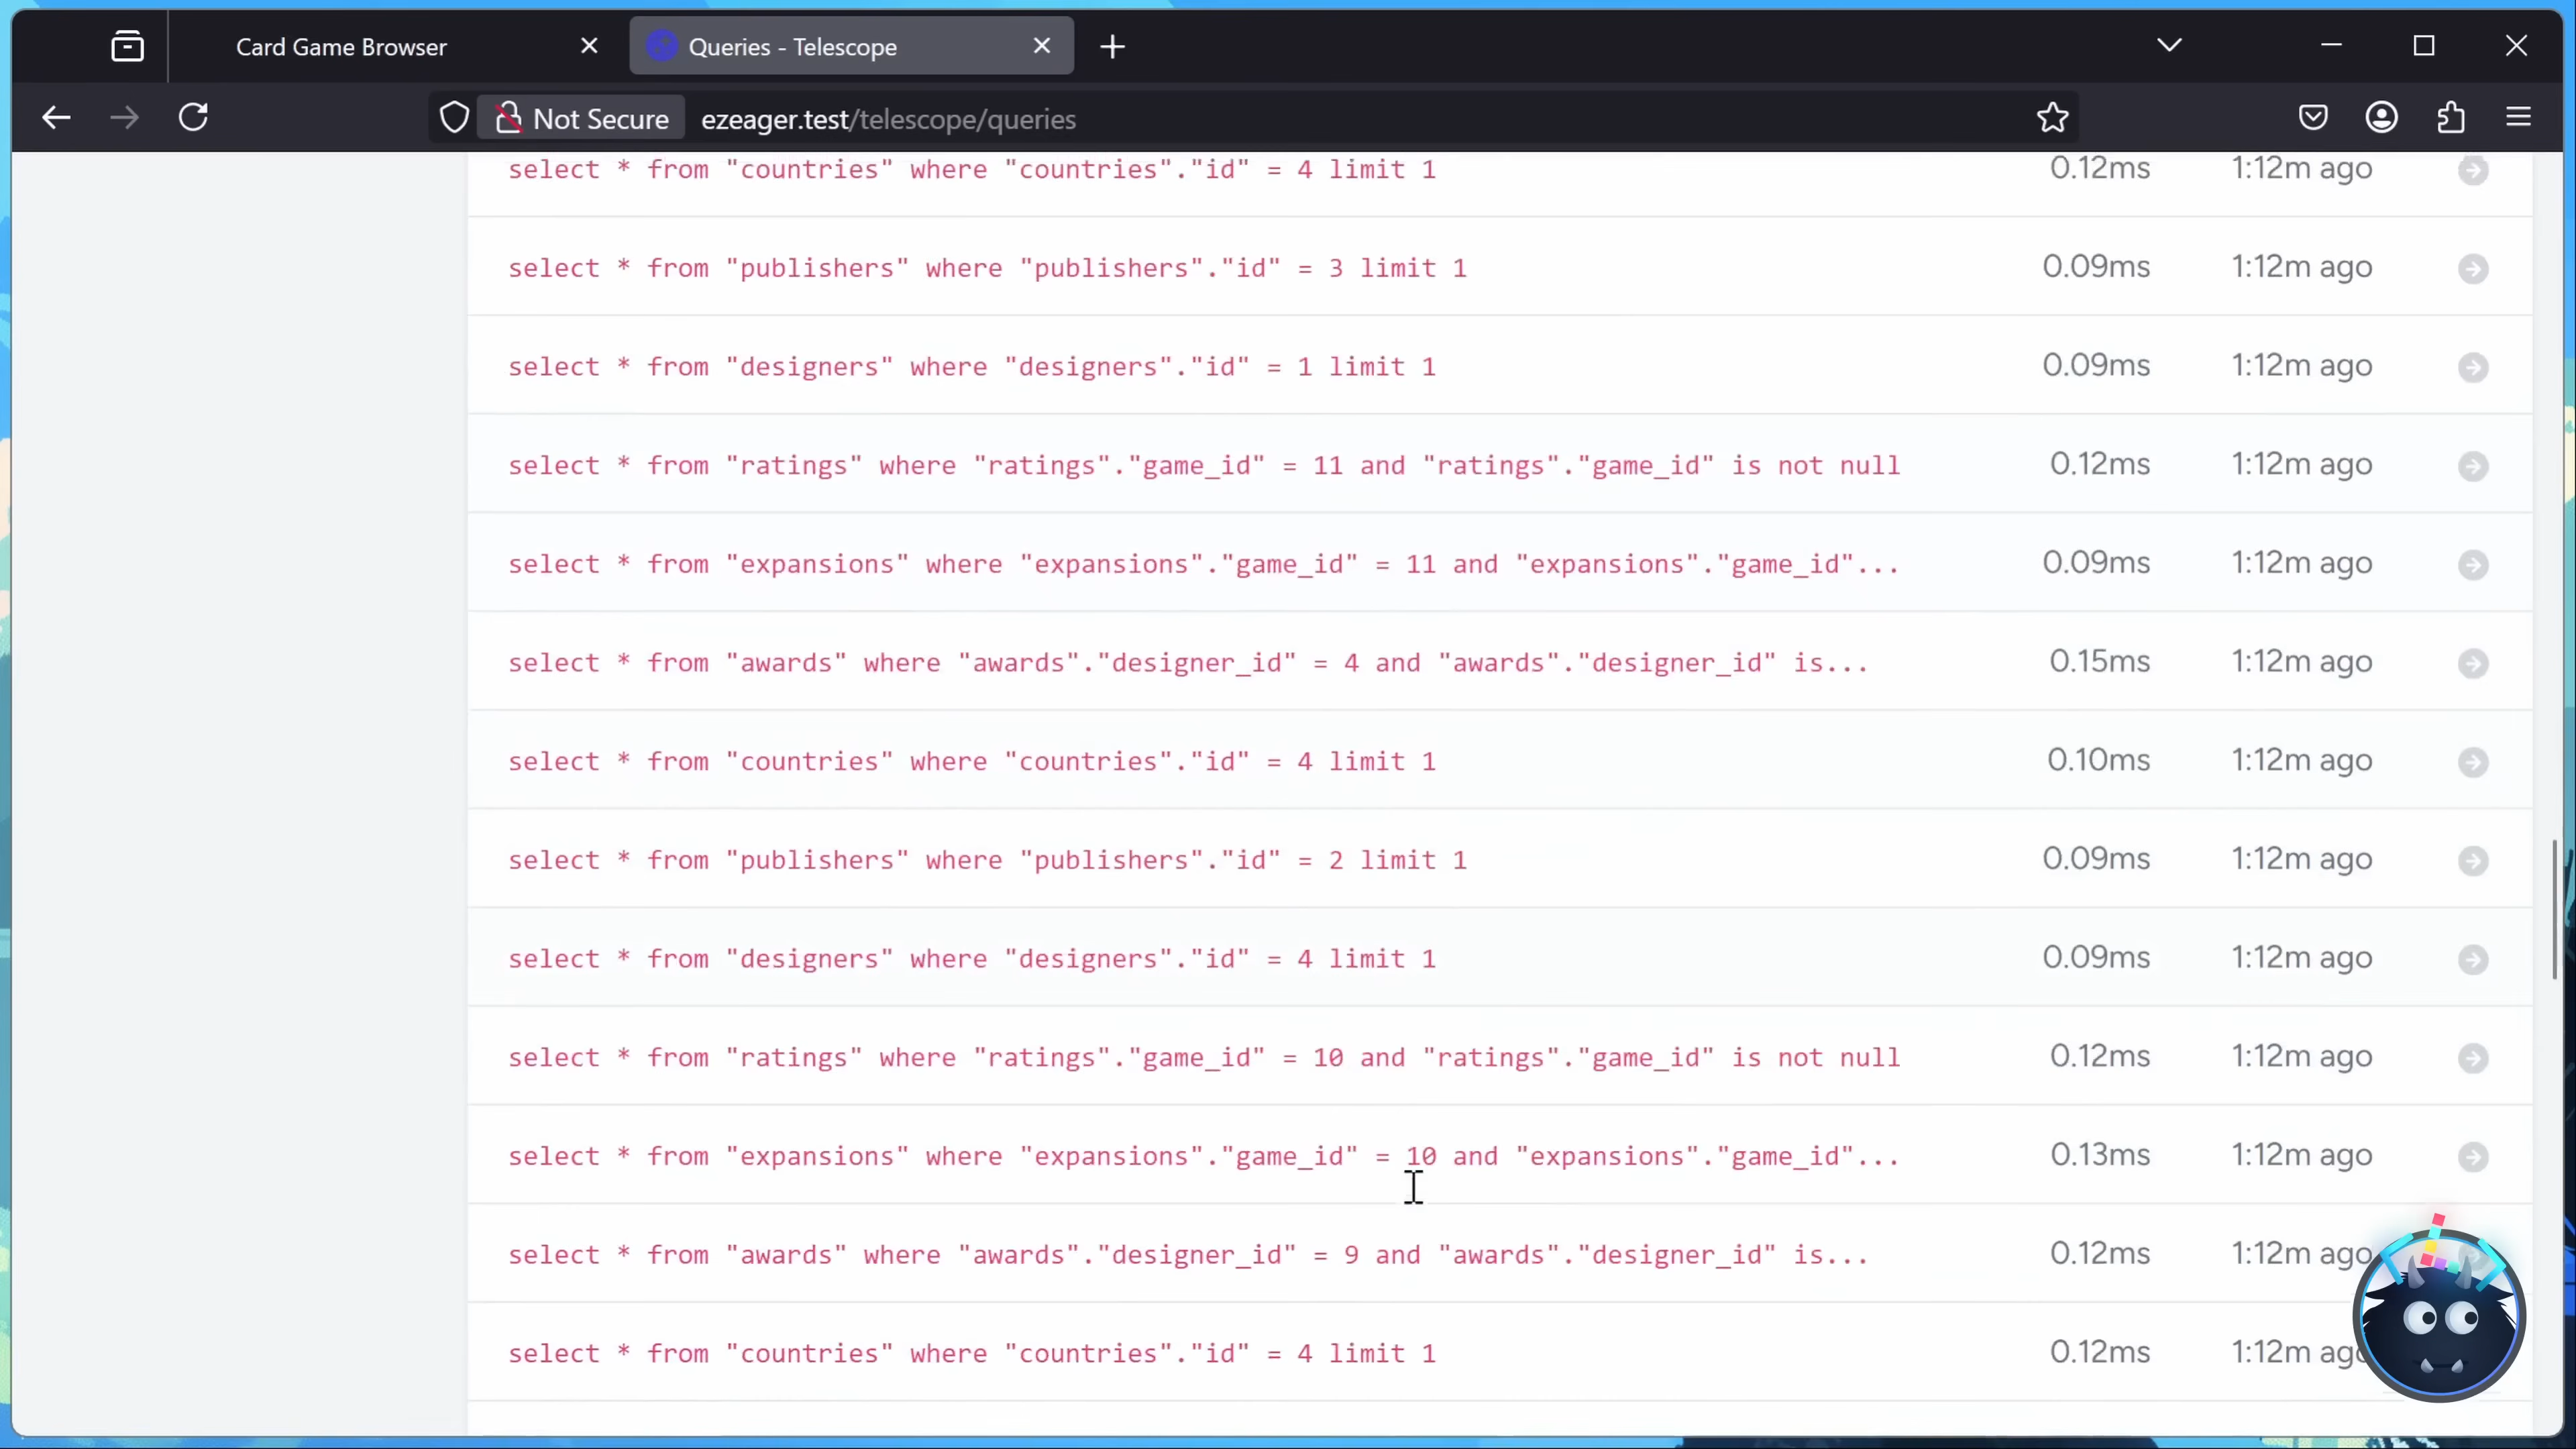 Card Game Browser
Queries - Telescope
Not Secure
ezeager.test/telescope/queries
select * from "countries" where "countries"."id" = 4 limit 1 0.12ms 1:12m ago
select * from "publishers" where "publishers"."id" = 3 limit 1 0.09ms 1:12m ago
select * from "designers" where "designers"."id" = 1 limit 1 0.09ms 1:12m ago
select * from "ratings" where "ratings"."game_id" = 11 and "ratings"."game_id" is not null 0.12ms 1:12m ago
select * from "expansions" where "expansions"."game_id" = 11 and "expansions"."game_id"... 0.09ms 1:12m ago
select * from "awards" where "awards"."designer_id" = 4 and "awards"."designer_id" is... 0.15ms 1:12m ago
select * from "countries" where "countries"."id" = 4 limit 1 0.10ms 1:12m ago
select * from "publishers" where "publishers"."id" = 2 limit 1 0.09ms 1:12m ago
select * from "designers" where "designers"."id" = 4 limit 1 0.09ms 1:12m ago
select * from "ratings" where "ratings"."game_id" = 10 and "ratings"."game_id" is not null 0.12ms 1:12m ago
select * from "expansions" where "expansions"."game_id" = 10 and "expansions"."game_id"... 0.13ms 1:12m ago
select * from "awards" where "awards"."designer_id" = 9 and "awards"."designer_id" is... 0.12ms 1:12m ago
select * from "countries" where "countries"."id" = 4 limit 1 0.12ms 1:12m ago